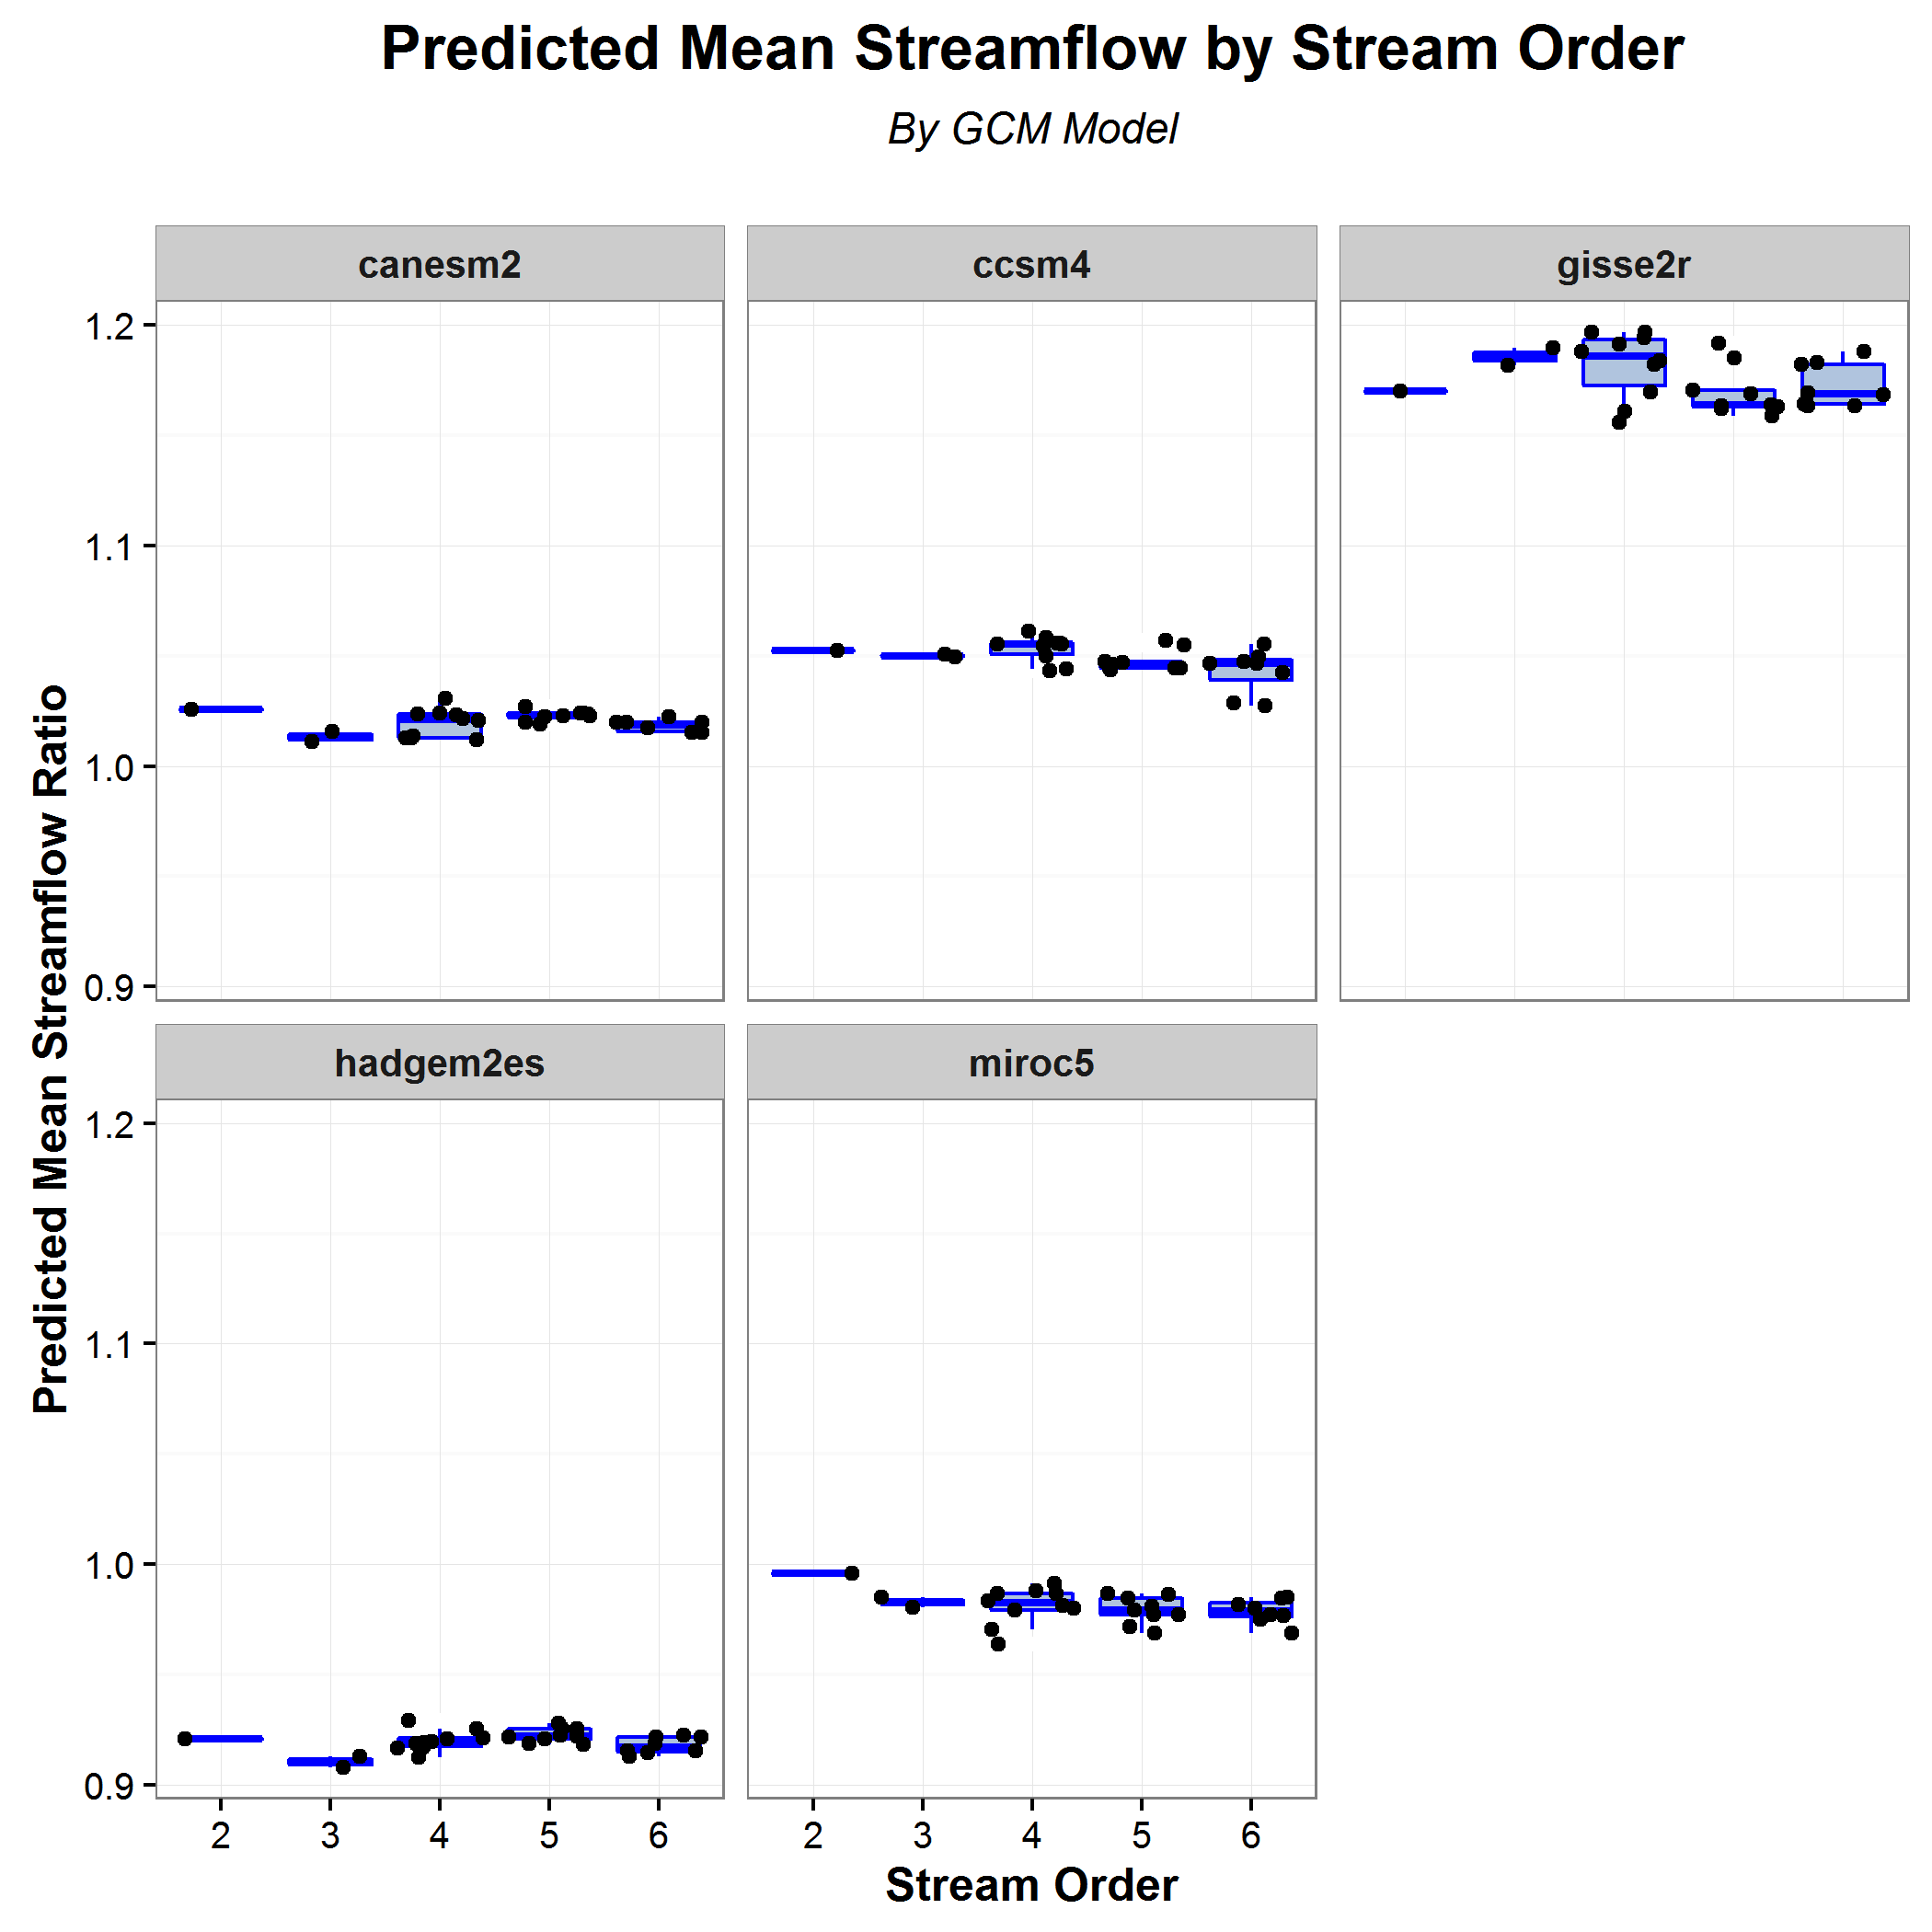 Predicted Mean Streamflow by Stream Order
By GCM Model
canesm2
ccsm4
gisse2r
1.2
1.1
1.0
0.9
Predicted Mean Streamflow Ratio
hadgem2es
miroc5
1.2
1.1
1.0
0.9
2 3 4 5 6
2 3 4 5 6
Stream Order